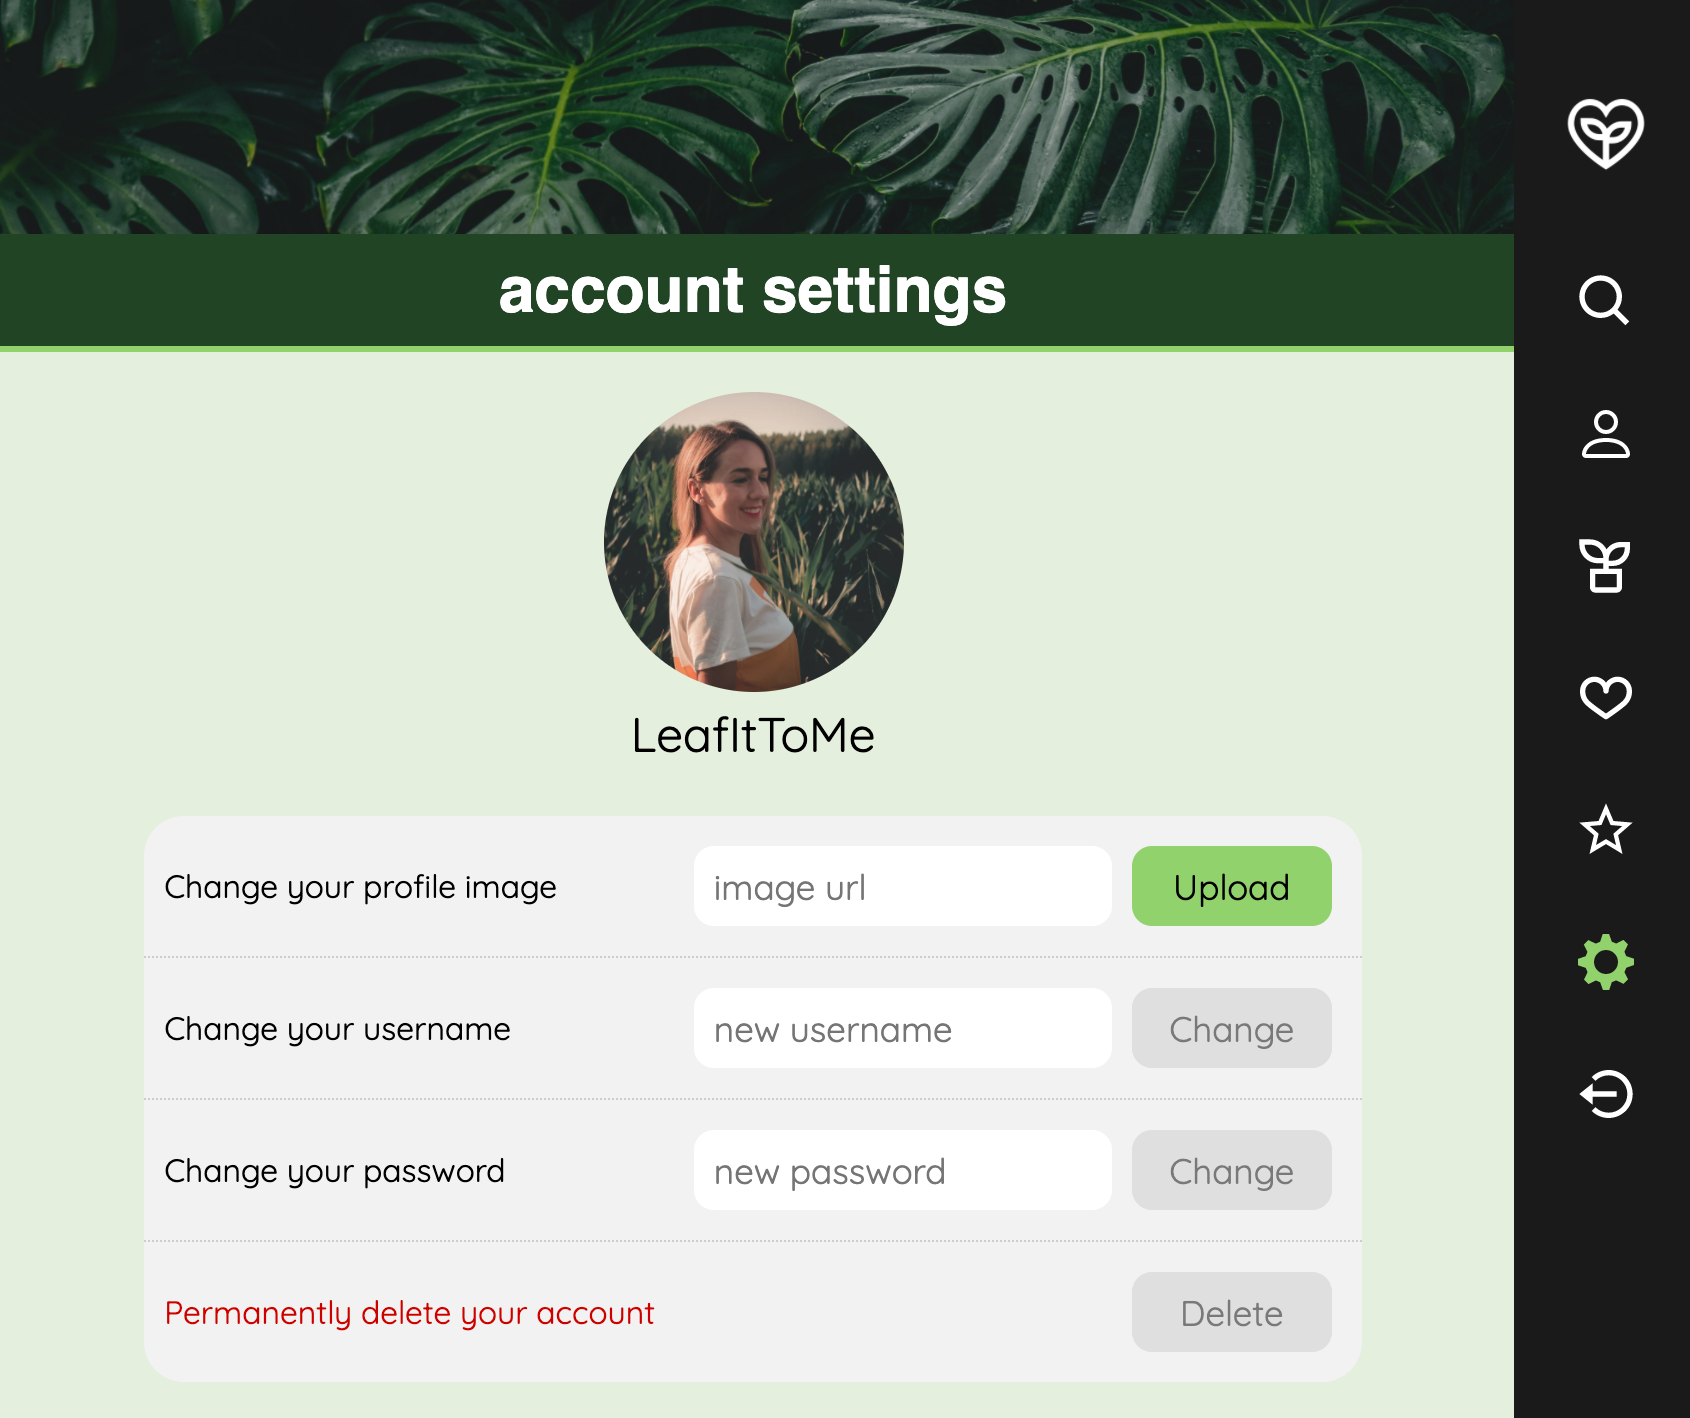 account settings
LeafItToMe
Change your profile image
image url
Upload
Change your username
new username
Change
Change your password
new password
Change
Permanently delete your account
Delete